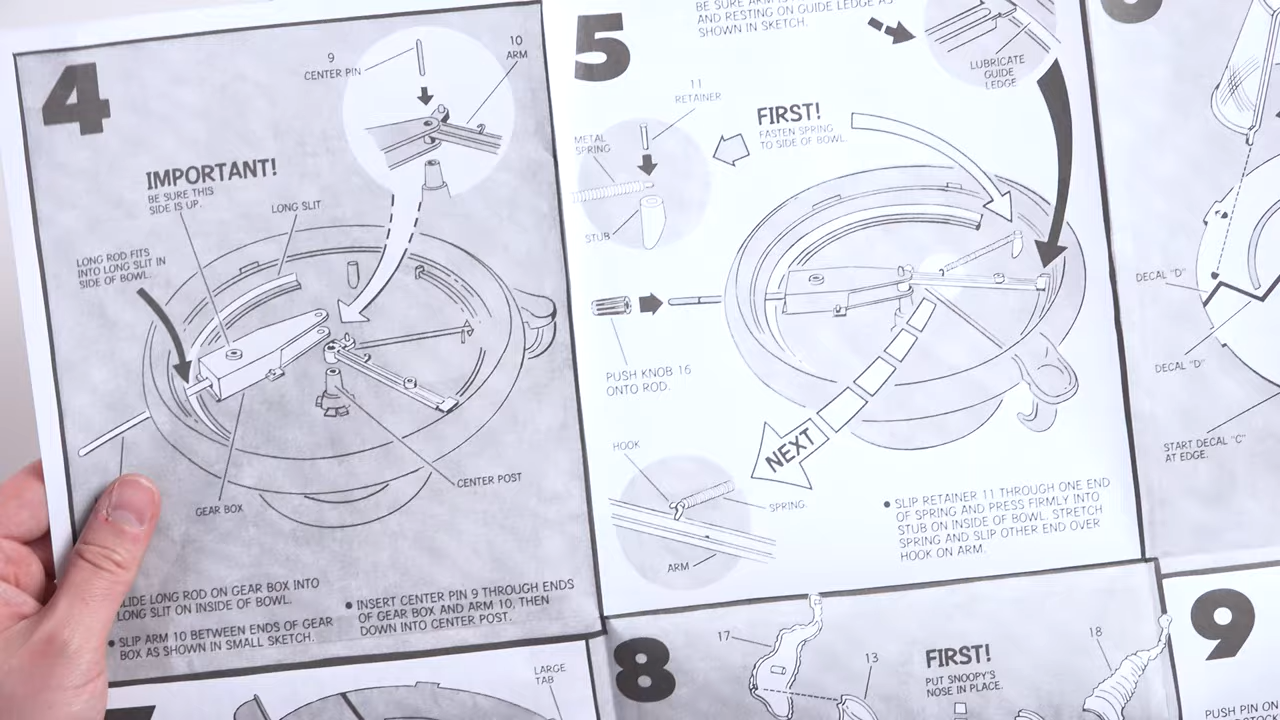 4
9
CENTER PIN
10
ARM
IMPORTANT!
BE SURE THIS
SIDE IS UP.
LONG SLIT
LONG ROD FITS
INTO LONG SLIT IN
SIDE OF BOWL.
CENTER POST
GEAR BOX
LONG ROD ON GEAR BOX INTO
LONG SLIT ON INSIDE OF BOWL.
● SLIP ARM 10 BETWEEN ENDS OF GEAR
BOX AS SHOWN IN SMALL SKETCH.
● INSERT CENTER PIN 9 THROUGH ENDS
OF GEAR BOX AND ARM 10, THEN
DOWN INTO CENTER POST.
5
BE SURE ARM IS
AND RESTING ON GUIDE LEDGE AS
SHOWN IN SKETCH.
LUBRICATE
GUIDE
LEDGE
11
RETAINER
FIRST!
FASTEN SPRING
TO SIDE OF BOWL.
METAL
SPRING
STUB
PUSH KNOB 16
ONTO ROD.
NEXT
HOOK
SPRING
ARM
● SLIP RETAINER 11 THROUGH ONE END
OF SPRING AND PRESS FIRMLY INTO
STUB ON INSIDE OF BOWL. STRETCH
SPRING AND SLIP OTHER END OVER
HOOK ON ARM.
DECAL "D"
DECAL "D"
START DECAL "C"
AT EDGE.
LARGE
TAB
8
17
13
FIRST!
PUT SNOOPY'S
NOSE IN PLACE.
18
9
PUSH PIN ON